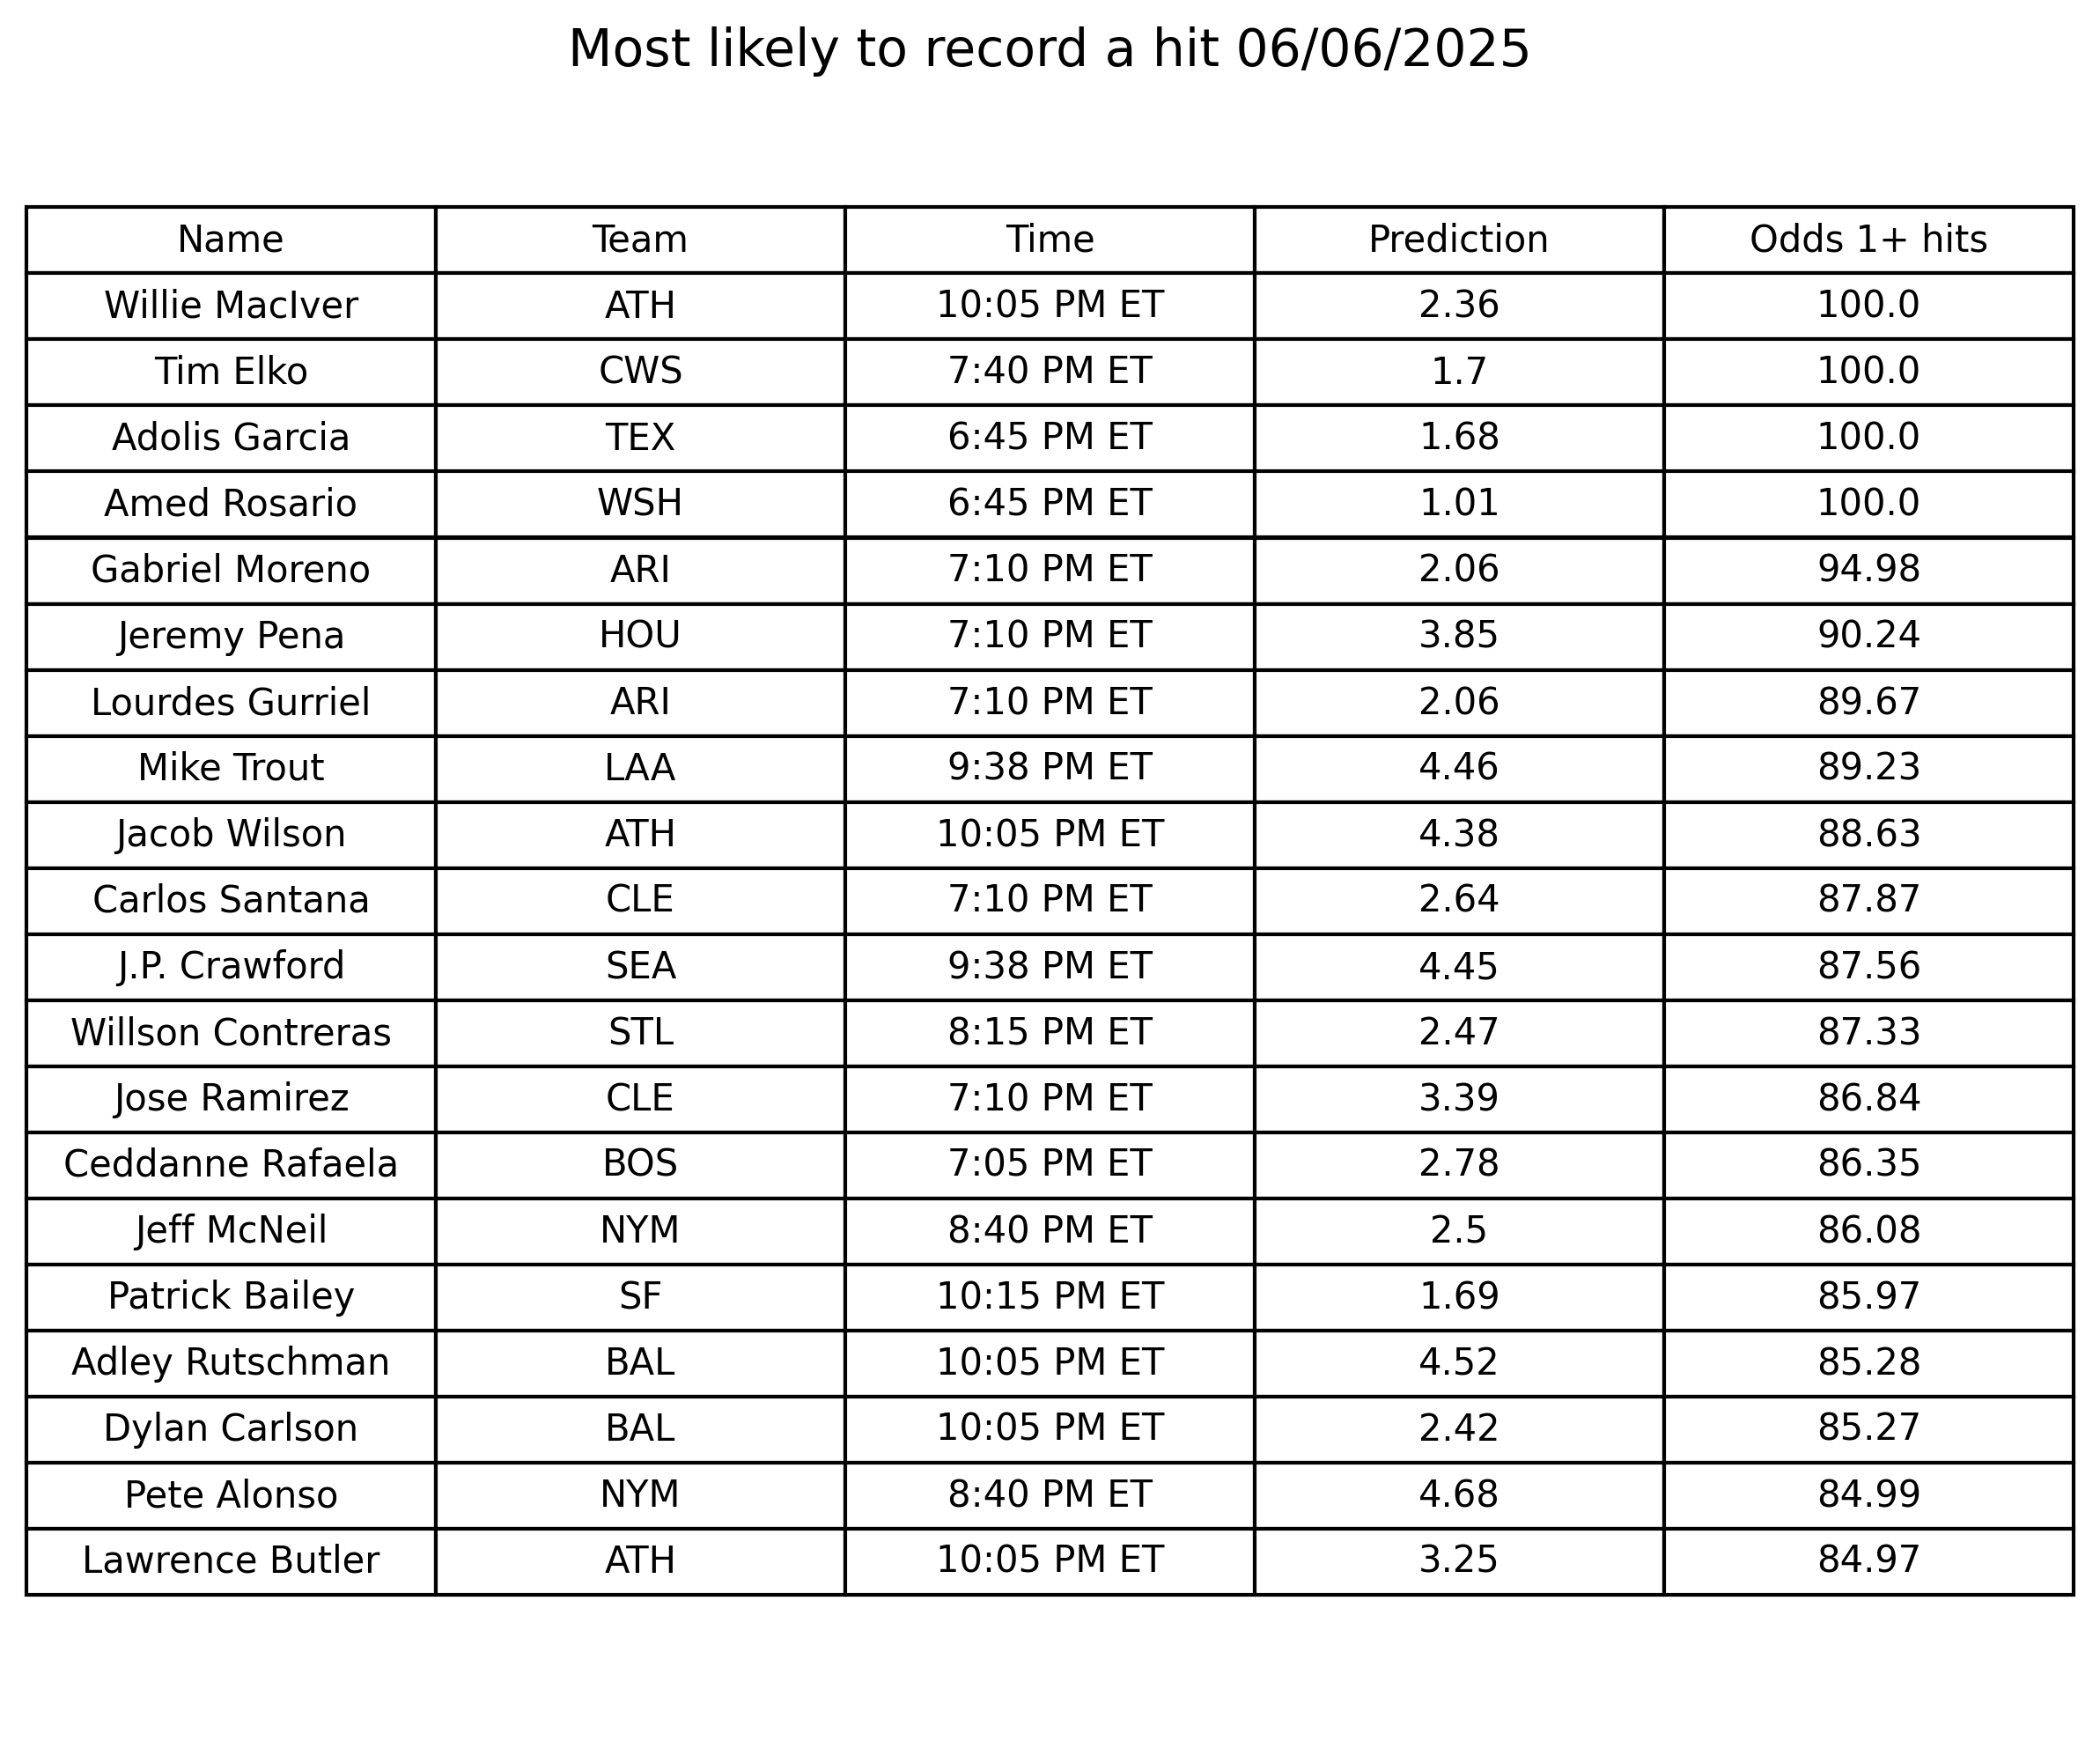 Most likely to record a hit 06/06/2025
Name Team Time Prediction Odds 1+ hits
Willie MacIver ATH 10:05 PM ET 2.36 100.0
Tim Elko CWS 7:40 PM ET 1.7 100.0
Adolis Garcia TEX 6:45 PM ET 1.68 100.0
Amed Rosario WSH 6:45 PM ET 1.01 100.0
Gabriel Moreno ARI 7:10 PM ET 2.06 94.98
Jeremy Pena HOU 7:10 PM ET 3.85 90.24
Lourdes Gurriel ARI 7:10 PM ET 2.06 89.67
Mike Trout LAA 9:38 PM ET 4.46 89.23
Jacob Wilson ATH 10:05 PM ET 4.38 88.63
Carlos Santana CLE 7:10 PM ET 2.64 87.87
J.P. Crawford SEA 9:38 PM ET 4.45 87.56
Willson Contreras STL 8:15 PM ET 2.47 87.33
Jose Ramirez CLE 7:10 PM ET 3.39 86.84
Ceddanne Rafaela BOS 7:05 PM ET 2.78 86.35
Jeff McNeil NYM 8:40 PM ET 2.5 86.08
Patrick Bailey SF 10:15 PM ET 1.69 85.97
Adley Rutschman BAL 10:05 PM ET 4.52 85.28
Dylan Carlson BAL 10:05 PM ET 2.42 85.27
Pete Alonso NYM 8:40 PM ET 4.68 84.99
Lawrence Butler ATH 10:05 PM ET 3.25 84.97